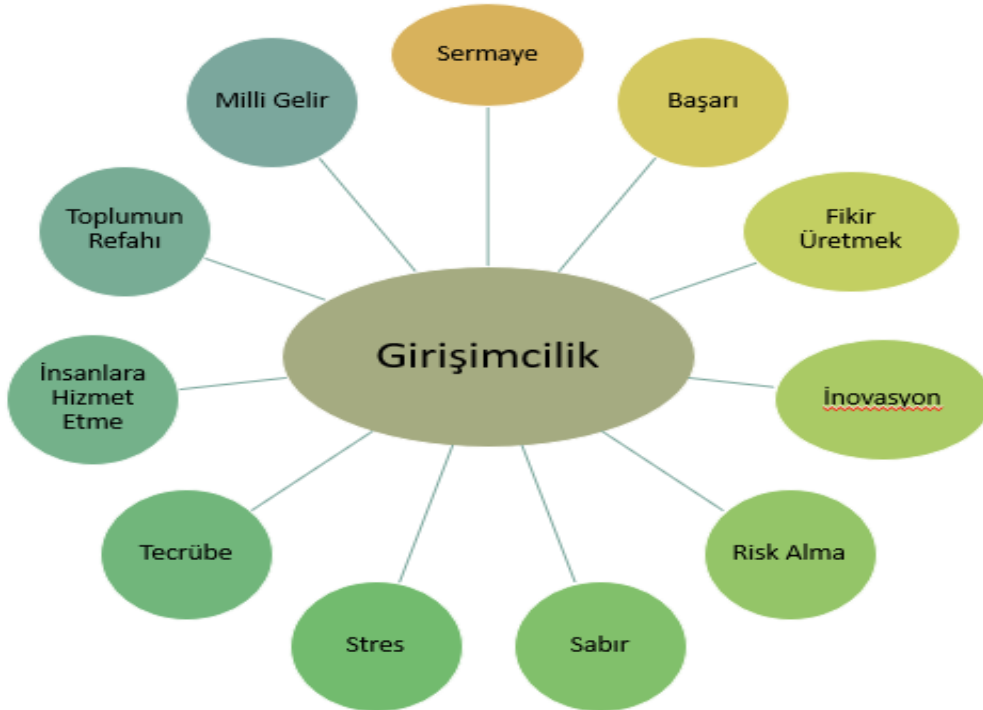 Sermaye
Başarı
Milli Gelir
Fikir
Üretmek
Toplumun
Refahı
Girişimcilik
İnovasyon
İnsanlara
Hizmet
Etme
Risk Alma
Tecrübe
Sabır
Stres